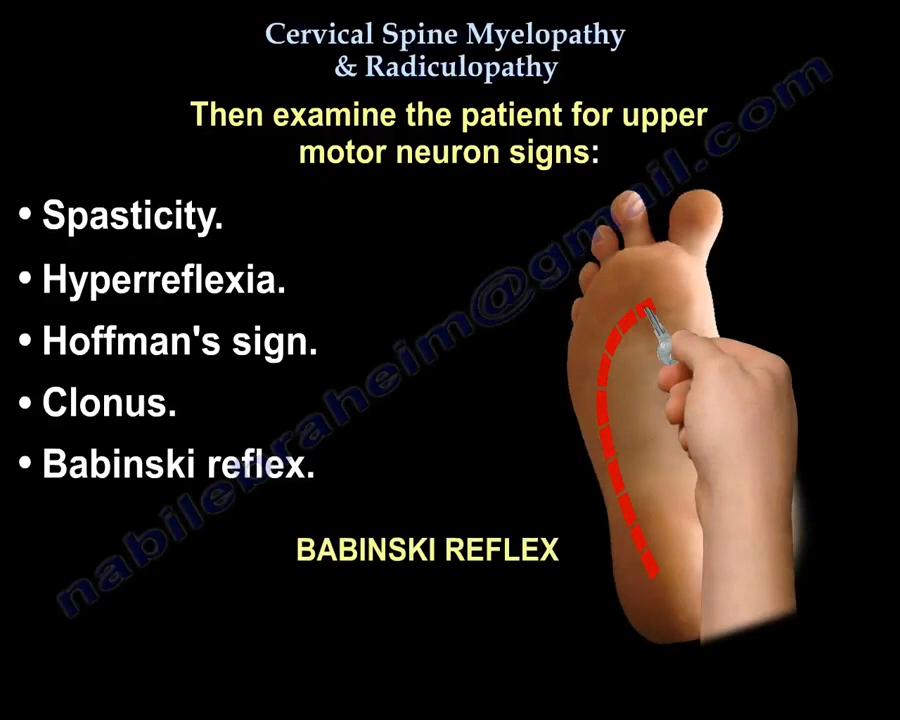 Cervical Spine Myelopathy
& Radiculopathy
Then examine the patient for upper
motor neuron signs:
• Spasticity.
• Hyperreflexia.
• Hoffman's sign.
• Clonus.
• Babinski reflex.
BABINSKI REFLEX
nabilebraheim@gmail.com